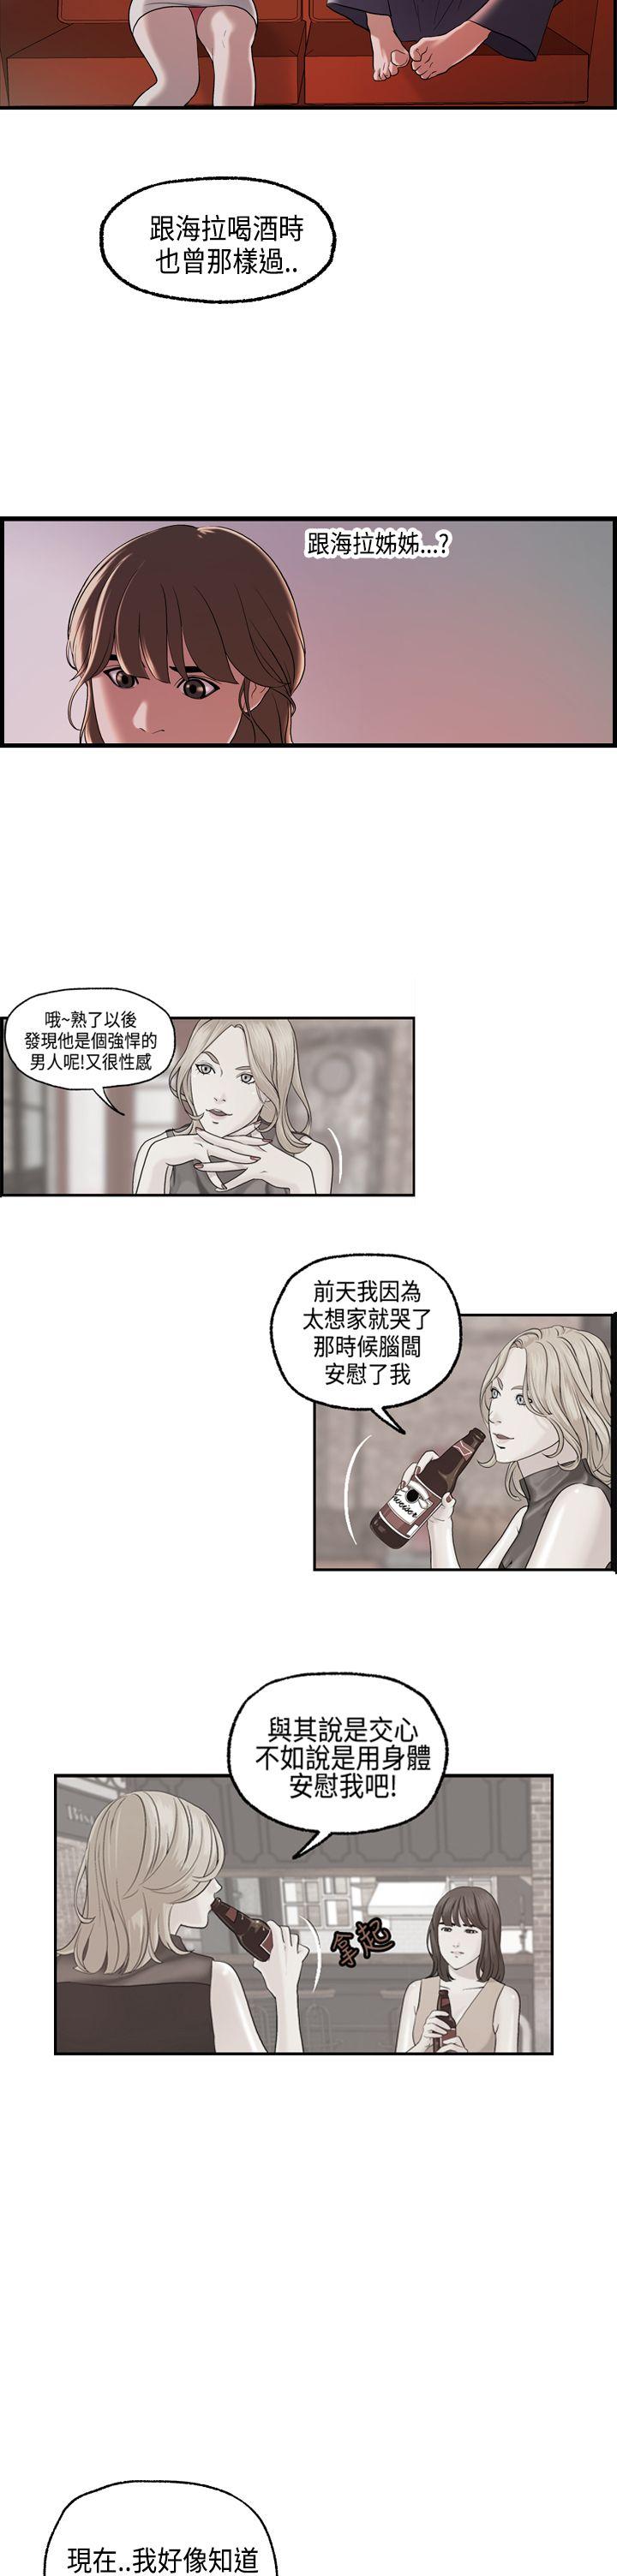 跟海拉喝酒時
也曾那樣過..
跟海拉姊姊...?
哦~熟了以後
發現他是個強悍的
男人呢!又很性感
前天我因為
太想家就哭了
那時候腦闆
安慰了我
與其說是交心
不如說是用身體
安慰我吧!
拿起
現在..我好像知道